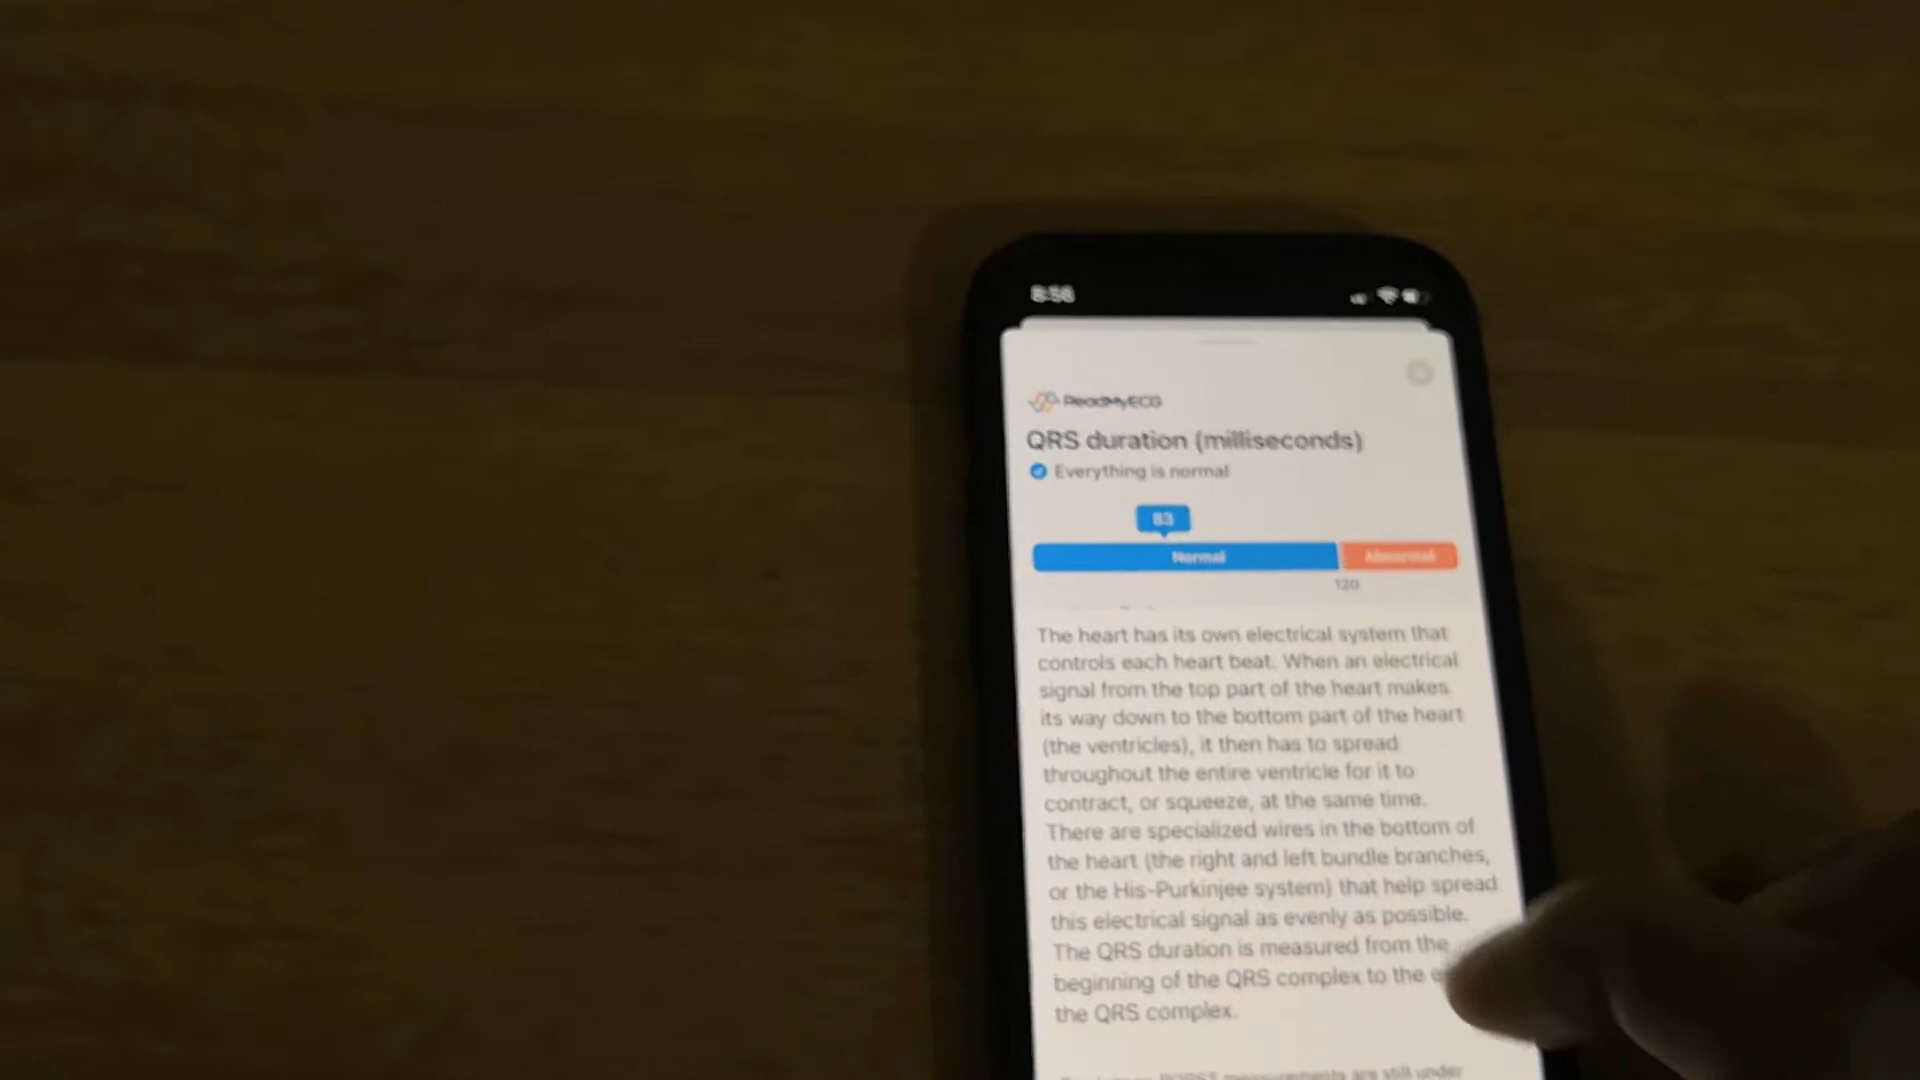 8:56
ReadMyECG
QRS duration (milliseconds)
Everything is normal
83
Normal
Abnormal
120
The heart has its own electrical system that
controls each heart beat. When an electrical
signal from the top part of the heart makes
its way down to the bottom part of the heart
(the ventricles), it then has to spread
throughout the entire ventricle for it to
contract, or squeeze, at the same time.
There are specialized wires in the bottom of
the heart (the right and left bundle branches,
or the His-Purkinjee system) that help spread
this electrical signal as evenly as possible.
The QRS duration is measured from the
beginning of the QRS complex to the e
the QRS complex.
measurements are still under